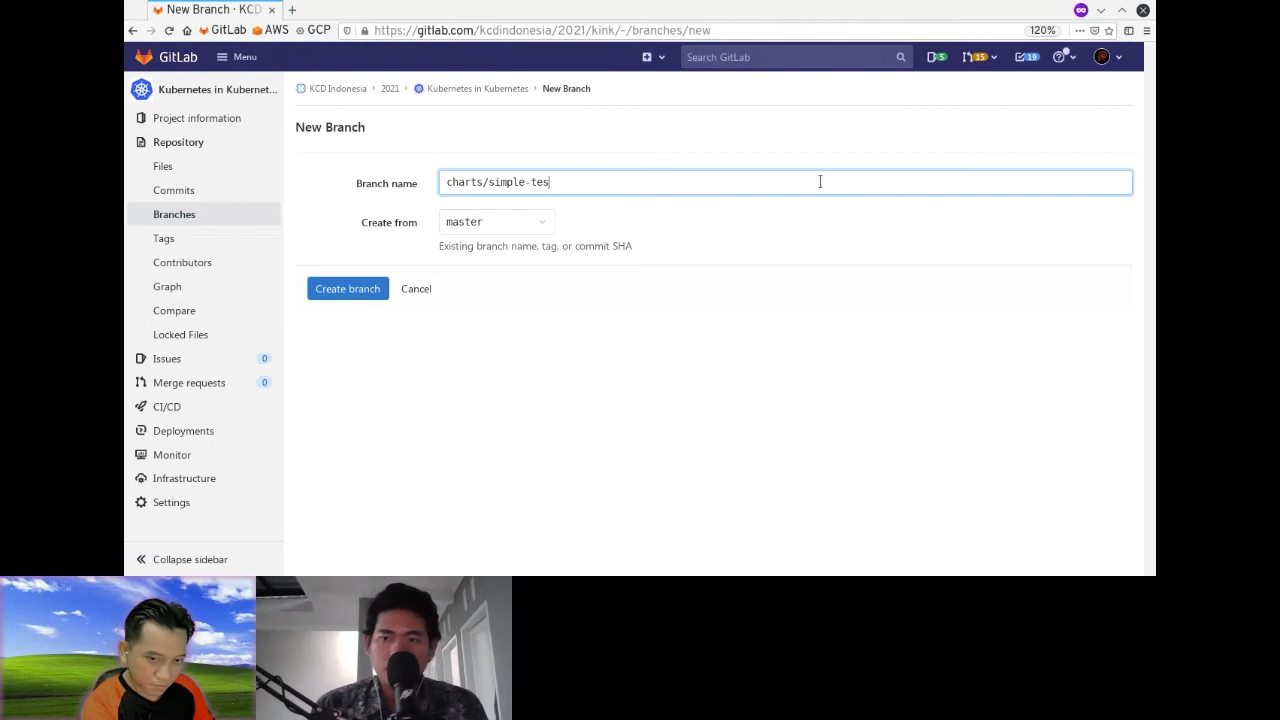 New Branch · KCD
GitLab AWS GCP https://gitlab.com/kcdindonesia/2021/kink/-/branches/new 120%
GitLab Menu Search GitLab 5 15 19
Kubernetes in Kubernet...
Project information
Repository
Files
Commits
Branches
Tags
Contributors
Graph
Compare
Locked Files
Issues 0
Merge requests 0
CI/CD
Deployments
Monitor
Infrastructure
Settings
Collapse sidebar
KCD Indonesia 2021 Kubernetes in Kubernetes New Branch
New Branch
Branch name charts/simple-tes
Create from master
Existing branch name, tag, or commit SHA
Create branch Cancel